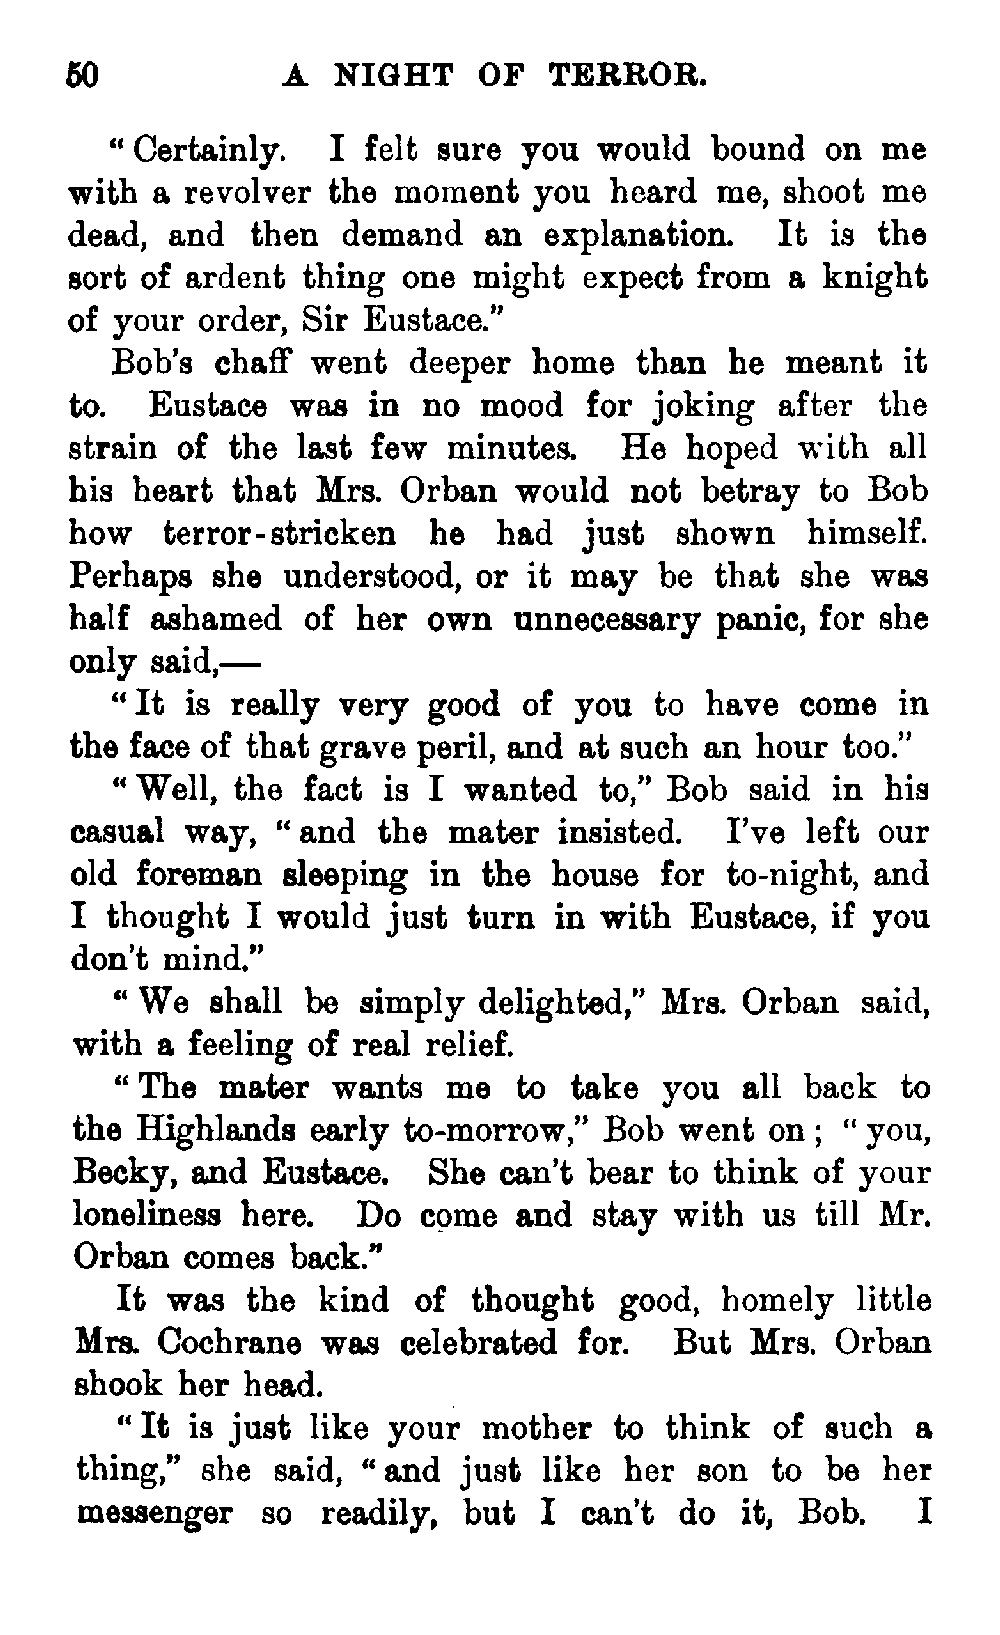 50 A NIGHT OF TERROR.
“ Certainly. I felt sure you would bound on me
with a revolver the moment you heard me, shoot me
dead, and then demand an explanation. It is the
sort of ardent thing one might expect from a knight
of your order, Sir Eustace.”
Bob’s chaff went deeper home than he meant it
to. Eustace was in no mood for joking after the
strain of the last few minutes. He hoped with all
his heart that Mrs. Orban would not betray to Bob
how terror-stricken he had just shown himself.
Perhaps she understood, or it may be that she was
half ashamed of her own unnecessary panic, for she
only said,—
“ It is really very good of you to have come in
the face of that grave peril, and at such an hour too.”
“ Well, the fact is I wanted to,” Bob said in his
casual way, “ and the mater insisted. I’ve left our
old foreman sleeping in the house for to-night, and
I thought I would just turn in with Eustace, if you
don’t mind.”
“ We shall be simply delighted,” Mrs. Orban said,
with a feeling of real relief.
“ The mater wants me to take you all back to
the Highlands early to-morrow,” Bob went on ; “ you,
Becky, and Eustace. She can’t bear to think of your
loneliness here. Do come and stay with us till Mr.
Orban comes back.”
It was the kind of thought good, homely little
Mrs. Cochrane was celebrated for. But Mrs. Orban
shook her head.
“ It is just like your mother to think of such a
thing,” she said, “ and just like her son to be her
messenger so readily, but I can’t do it, Bob. I